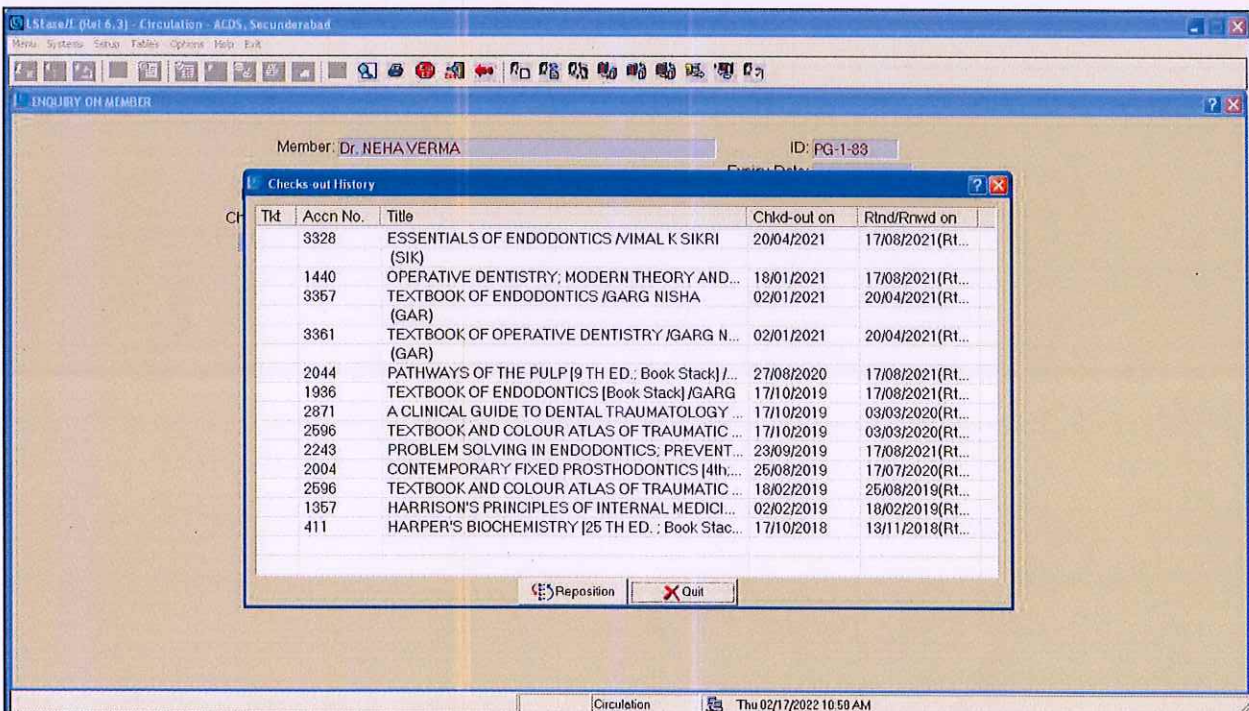 LSease/L (Rel 6.3) - Circulation - ACDS, Secunderabad
Menu Systems Setup Tables Options Help Exit
ENQUIRY ON MEMBER
Member: Dr. NEHA VERMA ID: PG-1-83
Expiry Date:
Checks-out History
Ch
Tkt Accn No. Title Chkd-out on Rtnd/Rnwd on
3328 ESSENTIALS OF ENDODONTICS /VIMAL K SIKRI 20/04/2021 17/08/2021(Rt...
(SIK)
1440 OPERATIVE DENTISTRY; MODERN THEORY AND... 18/01/2021 17/08/2021(Rt...
3357 TEXTBOOK OF ENDODONTICS /GARG NISHA 02/01/2021 20/04/2021(Rt...
(GAR)
3361 TEXTBOOK OF OPERATIVE DENTISTRY /GARG N... 02/01/2021 20/04/2021(Rt...
(GAR)
2044 PATHWAYS OF THE PULP [9 TH ED.; Book Stack] /... 27/08/2020 17/08/2021(Rt...
1936 TEXTBOOK OF ENDODONTICS [Book Stack] /GARG 17/10/2019 17/08/2021(Rt...
2871 A CLINICAL GUIDE TO DENTAL TRAUMATOLOGY ... 17/10/2019 03/03/2020(Rt...
2596 TEXTBOOK AND COLOUR ATLAS OF TRAUMATIC ... 17/10/2019 03/03/2020(Rt...
2243 PROBLEM SOLVING IN ENDODONTICS; PREVENT... 23/09/2019 17/08/2021(Rt...
2004 CONTEMPORARY FIXED PROSTHODONTICS [4th;... 25/08/2019 17/07/2020(Rt...
2596 TEXTBOOK AND COLOUR ATLAS OF TRAUMATIC ... 18/02/2019 25/08/2019(Rt...
1357 HARRISON'S PRINCIPLES OF INTERNAL MEDICI... 02/02/2019 18/02/2019(Rt...
411 HARPER'S BIOCHEMISTRY [25 TH ED. ; Book Stac... 17/10/2018 13/11/2018(Rt...
Reposition Quit
Circulation Thu 02/17/2022 10:58 AM